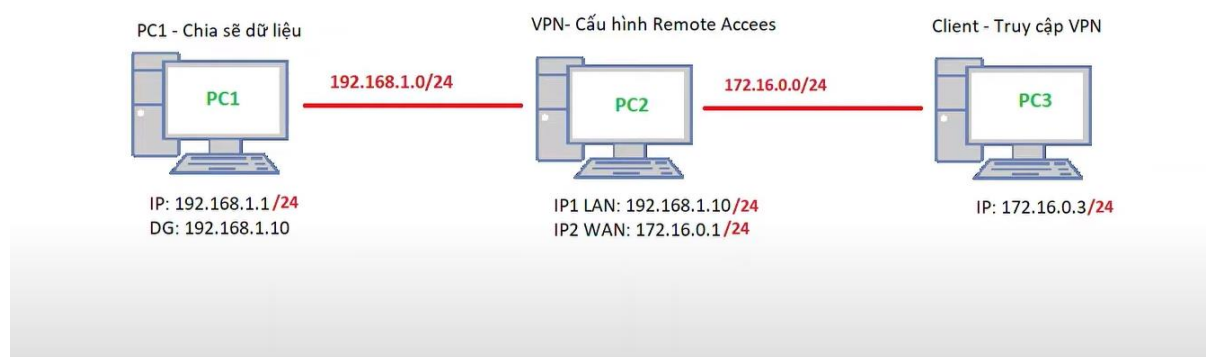 PC1 - Chia sẽ dữ liệu
VPN- Cấu hình Remote Accees
Client - Truy cập VPN
PC1
192.168.1.0/24
PC2
172.16.0.0/24
PC3
IP: 192.168.1.1/24
DG: 192.168.1.10
IP1 LAN: 192.168.1.10/24
IP2 WAN: 172.16.0.1/24
IP: 172.16.0.3/24